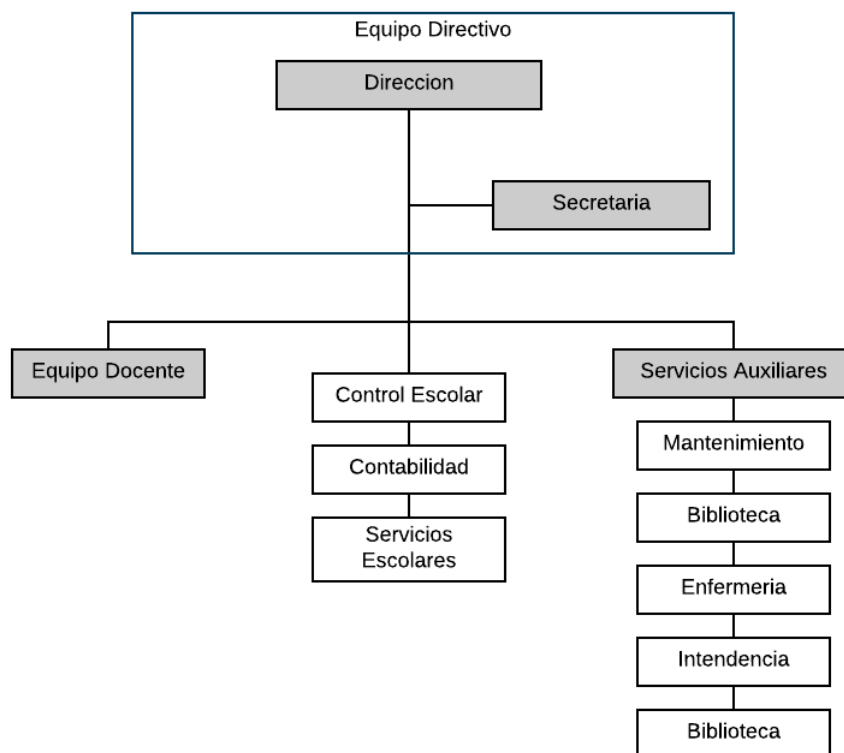 Equipo Directivo
Direccion
Secretaria
Equipo Docente
Control Escolar
Contabilidad
Servicios
Escolares
Servicios Auxiliares
Mantenimiento
Biblioteca
Enfermeria
Intendencia
Biblioteca